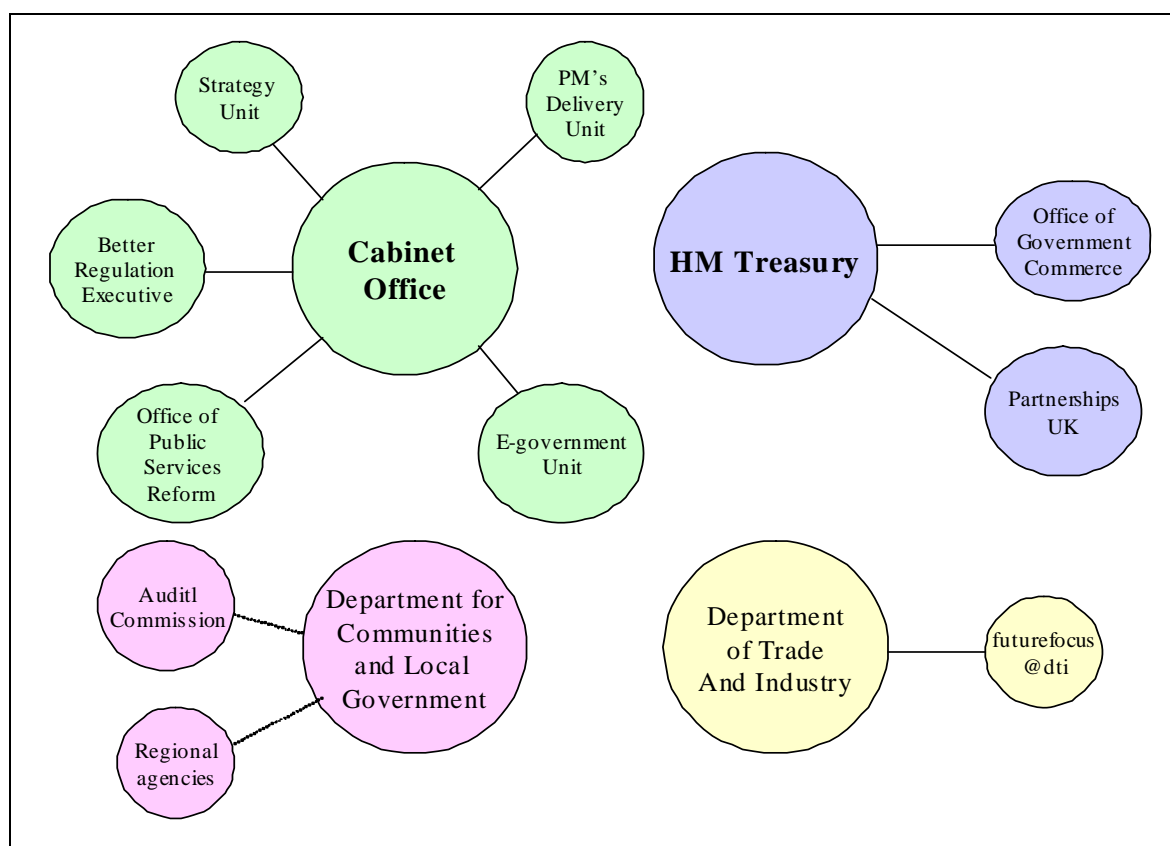 Strategy
Unit
PM's
Delivery
Unit
Better
Regulation
Executive
Cabinet
Office
HM Treasury
Office of
Government
Commerce
Office of
Public
Services
Reform
E-government
Unit
Partnerships
UK
Auditl
Commission
Department for
Communities
and Local
Government
Regional
agencies
Department
of Trade
And Industry
futurefocus
@dti